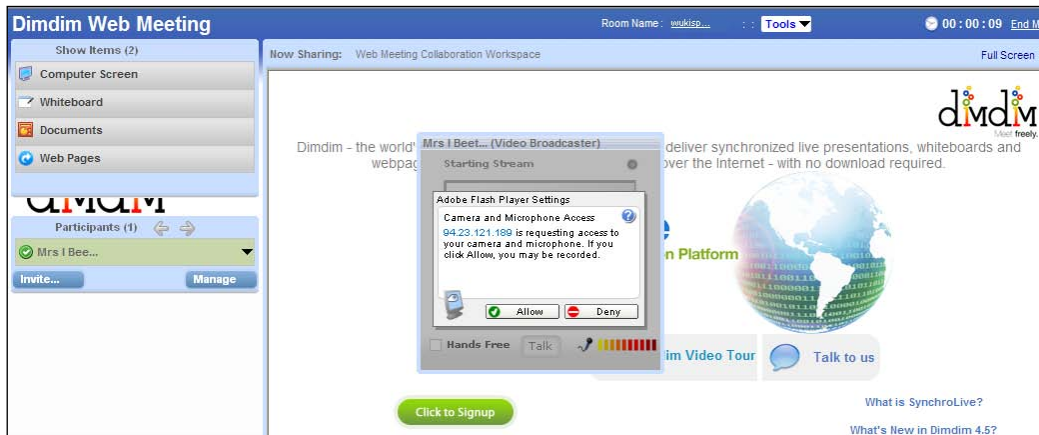 Dimdim Web Meeting
Room Name: wukisp... : : Tools 00:00:09 End M
Show Items (2)
Computer Screen
Whiteboard
Documents
Web Pages
Participants (1)
Mrs I Bee...
Invite... Manage
Now Sharing: Web Meeting Collaboration Workspace Full Screen
dimdim
Meet freely.
Dimdim - the world' deliver synchronized live presentations, whiteboards and
webpag over the Internet - with no download required.
Mrs I Beet... (Video Broadcaster)
Starting Stream
Adobe Flash Player Settings
Camera and Microphone Access
94.23.121.189 is requesting access to
your camera and microphone. If you
click Allow, you may be recorded.
Allow Deny
Hands Free Talk
e
n Platform
im Video Tour Talk to us
Click to Signup
What is SynchroLive?
What's New in Dimdim 4.5?